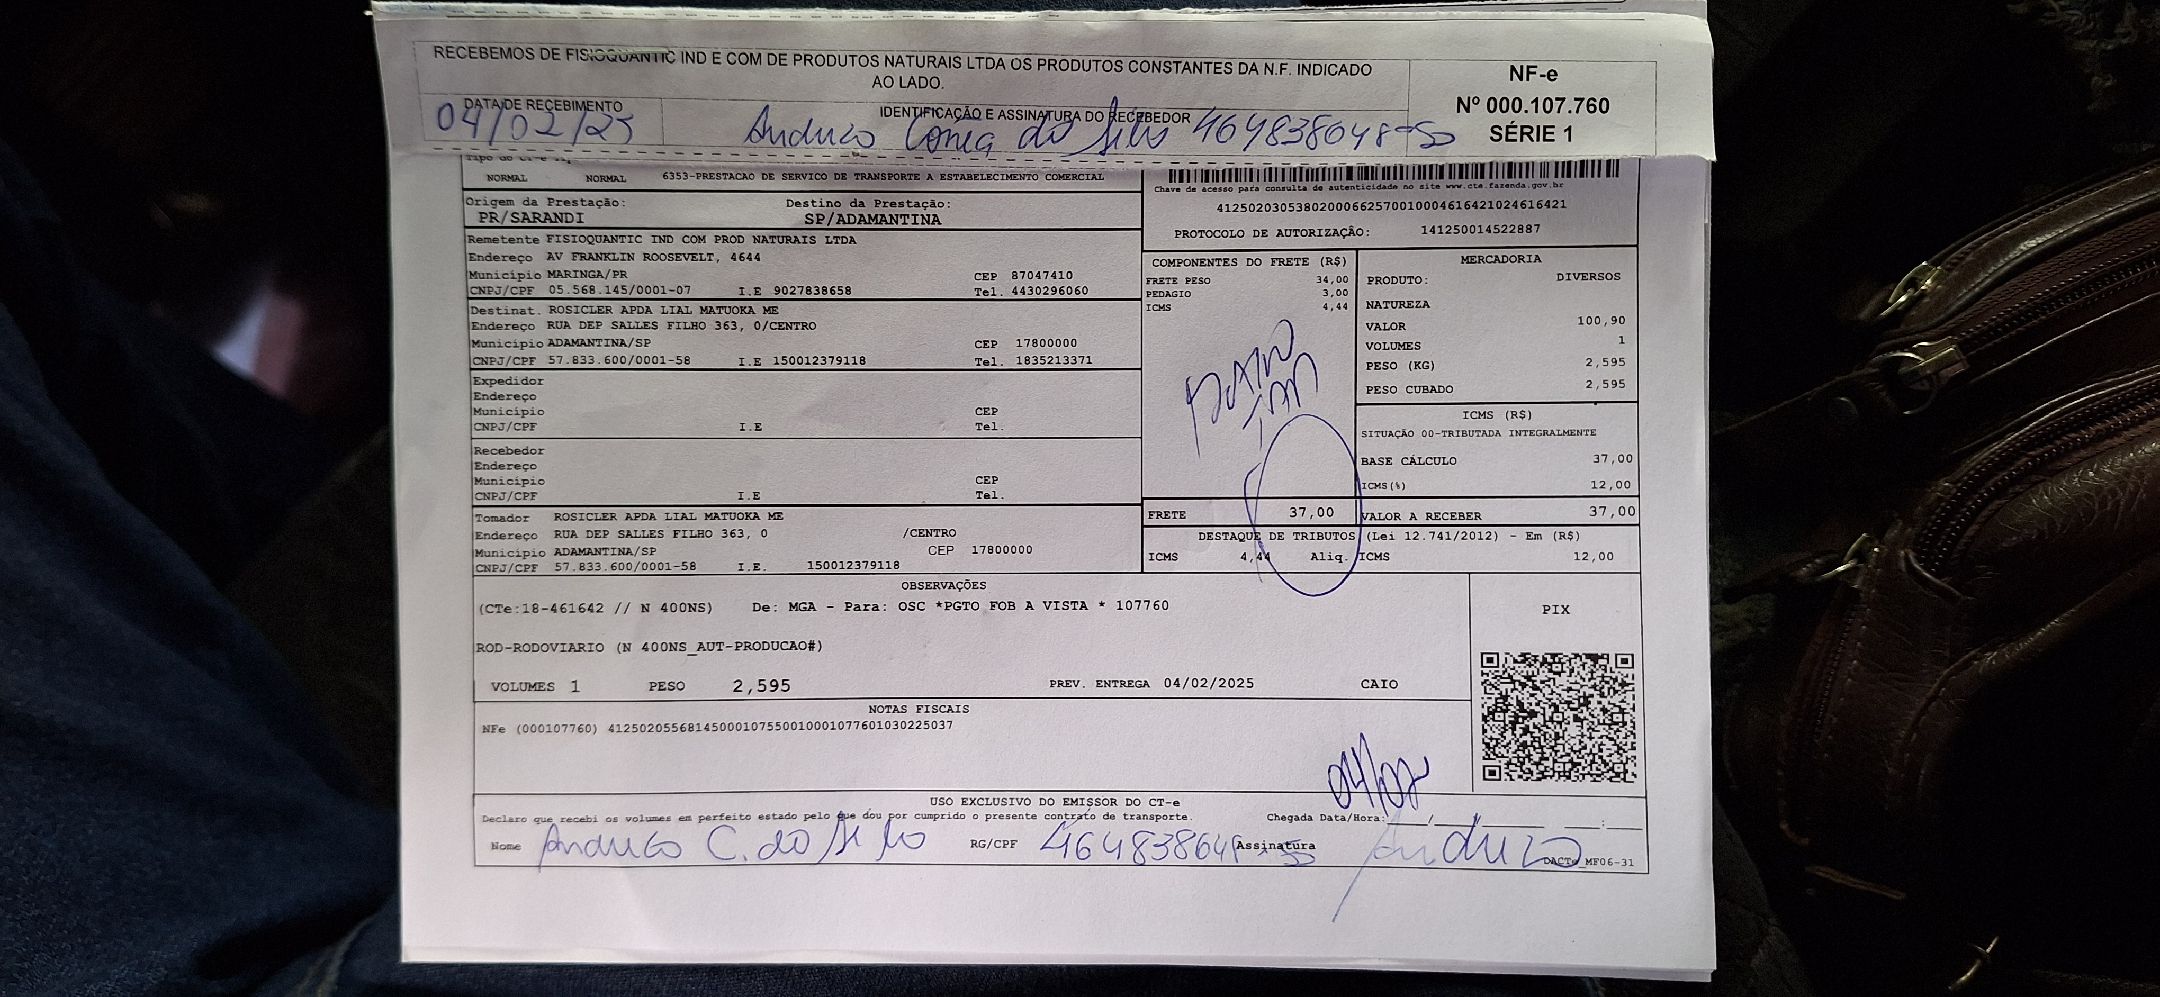 RECEBEMOS DE FISIOQUANTIC IND E COM DE PRODUTOS NATURAIS LTDA OS PRODUTOS CONSTANTES DA N.F. INDICADO
AO LADO.
NF-e
Nº 000.107.760
SÉRIE 1
DATA DE RECEBIMENTO
04/02/25
IDENTIFICAÇÃO E ASSINATURA DO RECEBEDOR
NORMAL NORMAL 6353-PRESTACAO DE SERVICO DE TRANSPORTE A ESTABELECIMENTO COMERCIAL
Chave de acesso para consulta de autenticidade no site www.cte.fazenda.gov.br
41250203053802000662570010004616421024616421
PROTOCOLO DE AUTORIZAÇÃO: 141250014522887
Origem da Prestação: Destino da Prestação:
PR/SARANDI SP/ADAMANTINA
Remetente FISIOQUANTIC IND COM PROD NATURAIS LTDA
Endereço AV FRANKLIN ROOSEVELT, 4644
Município MARINGA/PR CEP 87047410
CNPJ/CPF 05.568.145/0001-07 I.E 9027838658 Tel. 4430296060
Destinat. ROSICLER APDA LIAL MATUOKA ME
Endereço RUA DEP SALLES FILHO 363, 0/CENTRO
Município ADAMANTINA/SP CEP 17800000
CNPJ/CPF 57.833.600/0001-58 I.E 150012379118 Tel. 1835213371
Expedidor
Endereço
Município CEP
CNPJ/CPF I.E Tel.
Recebedor
Endereço
Município CEP
CNPJ/CPF I.E Tel.
Tomador ROSICLER APDA LIAL MATUOKA ME
Endereço RUA DEP SALLES FILHO 363, 0 /CENTRO
Município ADAMANTINA/SP CEP 17800000
CNPJ/CPF 57.833.600/0001-58 I.E. 150012379118
COMPONENTES DO FRETE (R$)
FRETE PESO 34,00
PEDAGIO 3,00
ICMS 4,44
MERCADORIA
PRODUTO: DIVERSOS
NATUREZA
VALOR 100,90
VOLUMES 1
PESO (KG) 2,595
PESO CUBADO 2,595
ICMS (R$)
SITUAÇÃO 00-TRIBUTADA INTEGRALMENTE
BASE CÁLCULO 37,00
ICMS(%) 12,00
FRETE 37,00 VALOR A RECEBER 37,00
DESTAQUE DE TRIBUTOS (Lei 12.741/2012) - Em (R$)
ICMS 4,44 Aliq. ICMS 12,00
OBSERVAÇÕES
(CTe:18-461642 // N 400NS) De: MGA - Para: OSC *PGTO FOB A VISTA * 107760
PIX
ROD-RODOVIARIO (N 400NS_AUT-PRODUCAO#)
VOLUMES 1 PESO 2,595 PREV. ENTREGA 04/02/2025 CAIO
NOTAS FISCAIS
NFe (000107760) 41250205568145000107550010001077601030225037
04/02
USO EXCLUSIVO DO EMISSOR DO CT-e
Declaro que recebi os volumes em perfeito estado pelo que dou por cumprido o presente contrato de transporte. Chegada Data/Hora: __/__ __:__
Nome RG/CPF Assinatura
DACTe_MF06-31